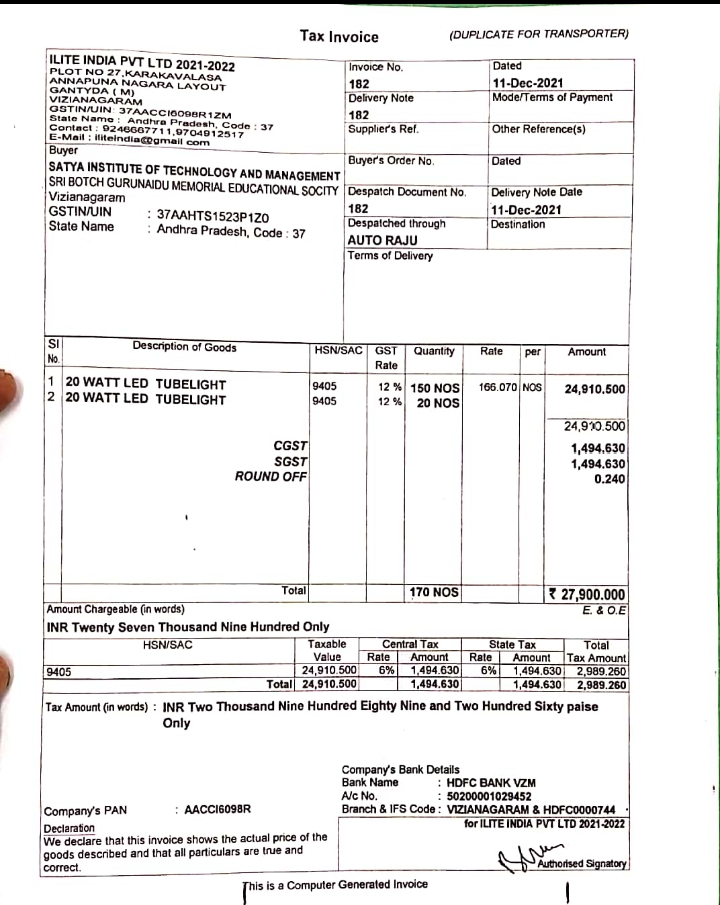 Tax Invoice
(DUPLICATE FOR TRANSPORTER)
ILITE INDIA PVT LTD 2021-2022
PLOT NO 27,KARAKAVALASA
ANNAPUNA NAGARA LAYOUT
GANTYDA ( M)
VIZIANAGARAM
GSTIN/UIN: 37AACCI6098R1ZM
State Name : Andhra Pradesh, Code : 37
Contact : 9246667711,9704912517
E-Mail : iliteindia@gmail.com
Invoice No.
182
Dated
11-Dec-2021
Delivery Note
182
Mode/Terms of Payment
Supplier's Ref.
Other Reference(s)
Buyer
SATYA INSTITUTE OF TECHNOLOGY AND MANAGEMENT
SRI BOTCH GURUNAIDU MEMORIAL EDUCATIONAL SOCITY
Vizianagaram
GSTIN/UIN : 37AAHTS1523P1Z0
State Name : Andhra Pradesh, Code : 37
Buyer's Order No.
Dated
Despatch Document No.
182
Delivery Note Date
11-Dec-2021
Despatched through
AUTO RAJU
Destination
Terms of Delivery
Sl No. Description of Goods HSN/SAC GST Rate Quantity Rate per Amount
1 20 WATT LED TUBELIGHT 9405 12 % 150 NOS 166.070 NOS 24,910.500
2 20 WATT LED TUBELIGHT 9405 12 % 20 NOS
24,910.500
CGST 1,494.630
SGST 1,494.630
ROUND OFF 0.240
Total 170 NOS ₹ 27,900.000
Amount Chargeable (in words) E. & O.E
INR Twenty Seven Thousand Nine Hundred Only
HSN/SAC Taxable Value Central Tax State Tax Total Tax Amount
Rate Amount Rate Amount
9405 24,910.500 6% 1,494.630 6% 1,494.630 2,989.260
Total 24,910.500 1,494.630 1,494.630 2,989.260
Tax Amount (in words) : INR Two Thousand Nine Hundred Eighty Nine and Two Hundred Sixty paise
Only
Company's Bank Details
Bank Name : HDFC BANK VZM
A/c No. : 50200001029452
Branch & IFS Code : VIZIANAGARAM & HDFC0000744
Company's PAN : AACCI6098R
Declaration
We declare that this invoice shows the actual price of the
goods described and that all particulars are true and
correct.
for ILITE INDIA PVT LTD 2021-2022
Authorised Signatory
This is a Computer Generated Invoice